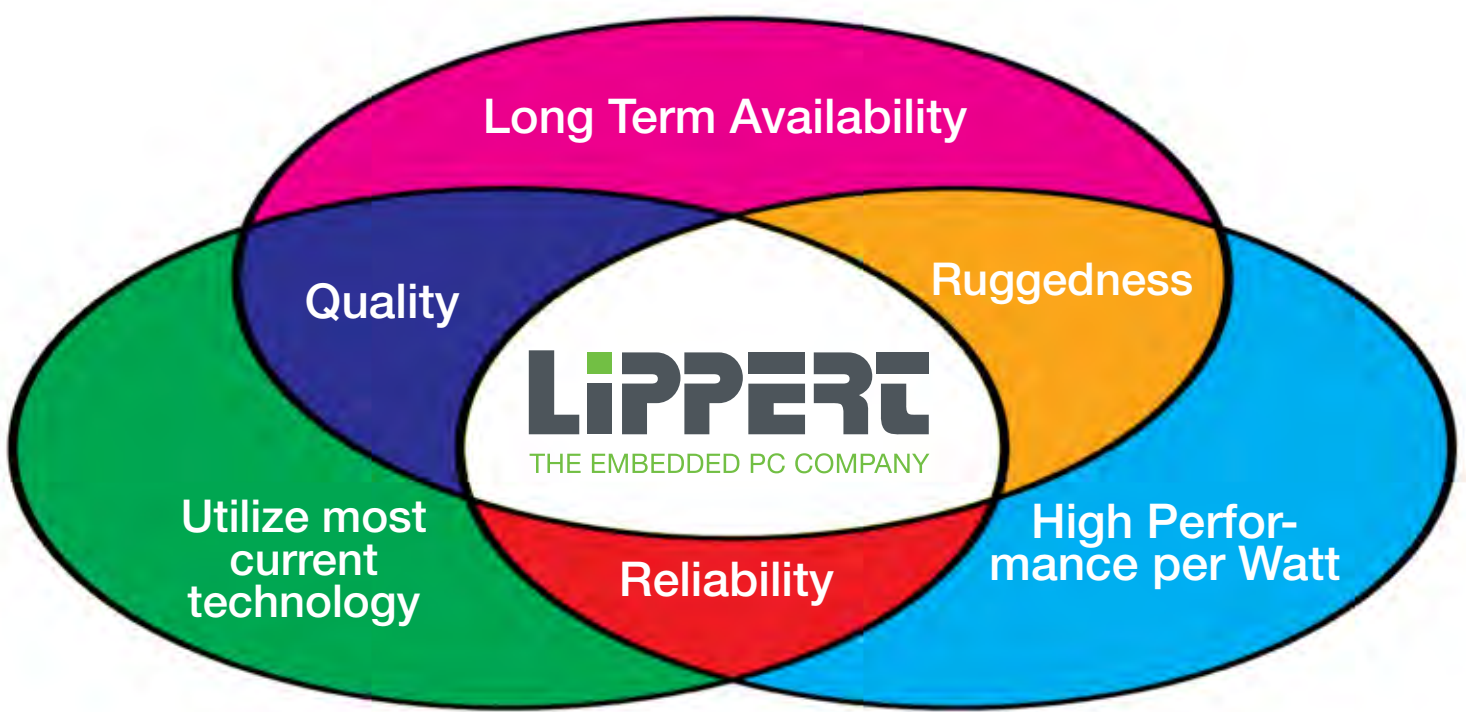 Long Term Availability
Quality
Ruggedness
LiPPERT
THE EMBEDDED PC COMPANY
Utilize most
current
technology
Reliability
High Perfor-
mance per Watt